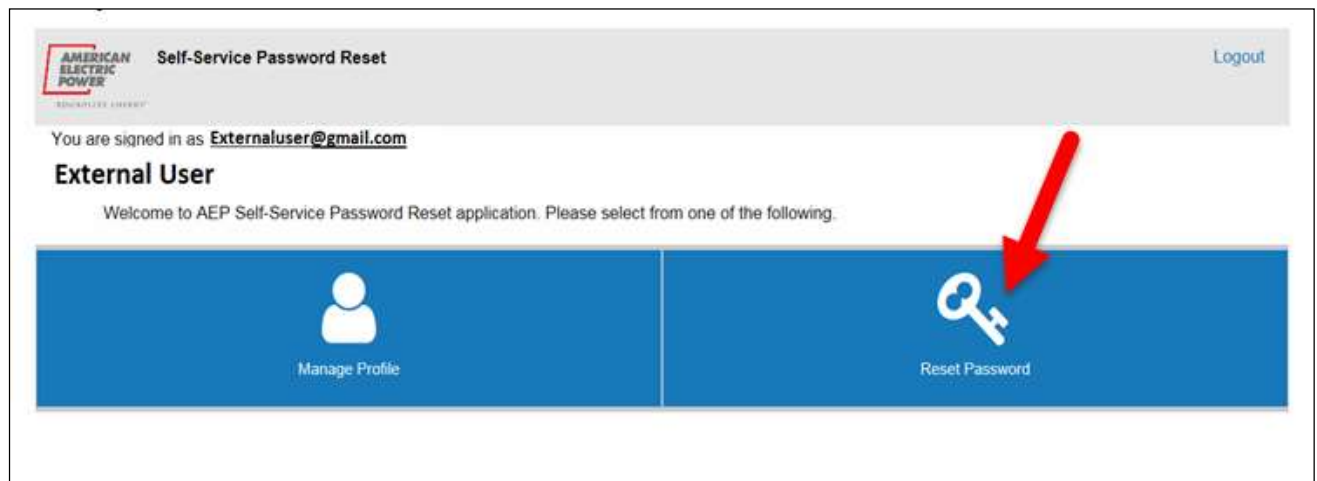 AMERICAN
ELECTRIC
POWER
Self-Service Password Reset
Logout
You are signed in as Externaluser@gmail.com
External User
Welcome to AEP Self-Service Password Reset application. Please select from one of the following.
Manage Profile
Reset Password